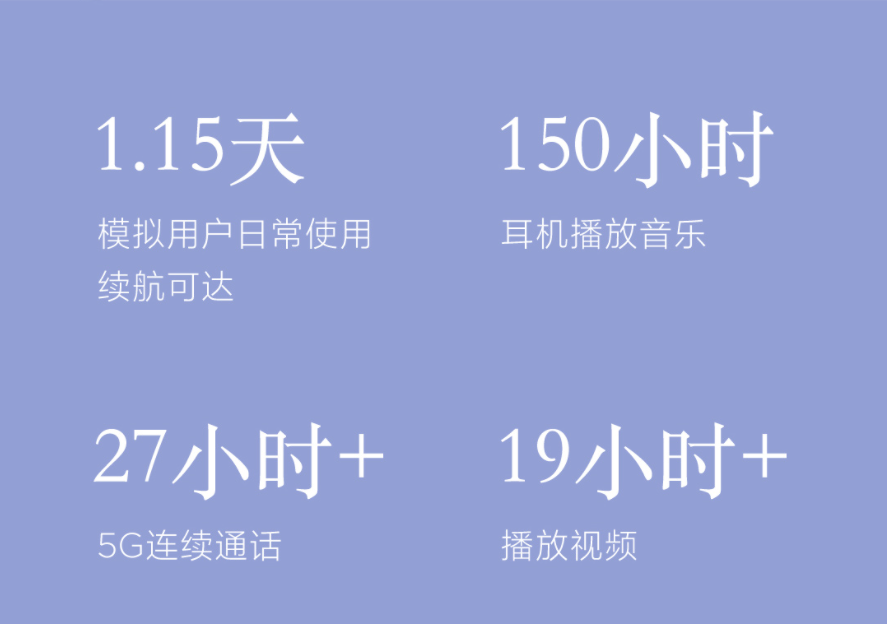 1.15天
模拟用户日常使用
续航可达
150小时
耳机播放音乐
27小时+
5G连续通话
19小时+
播放视频